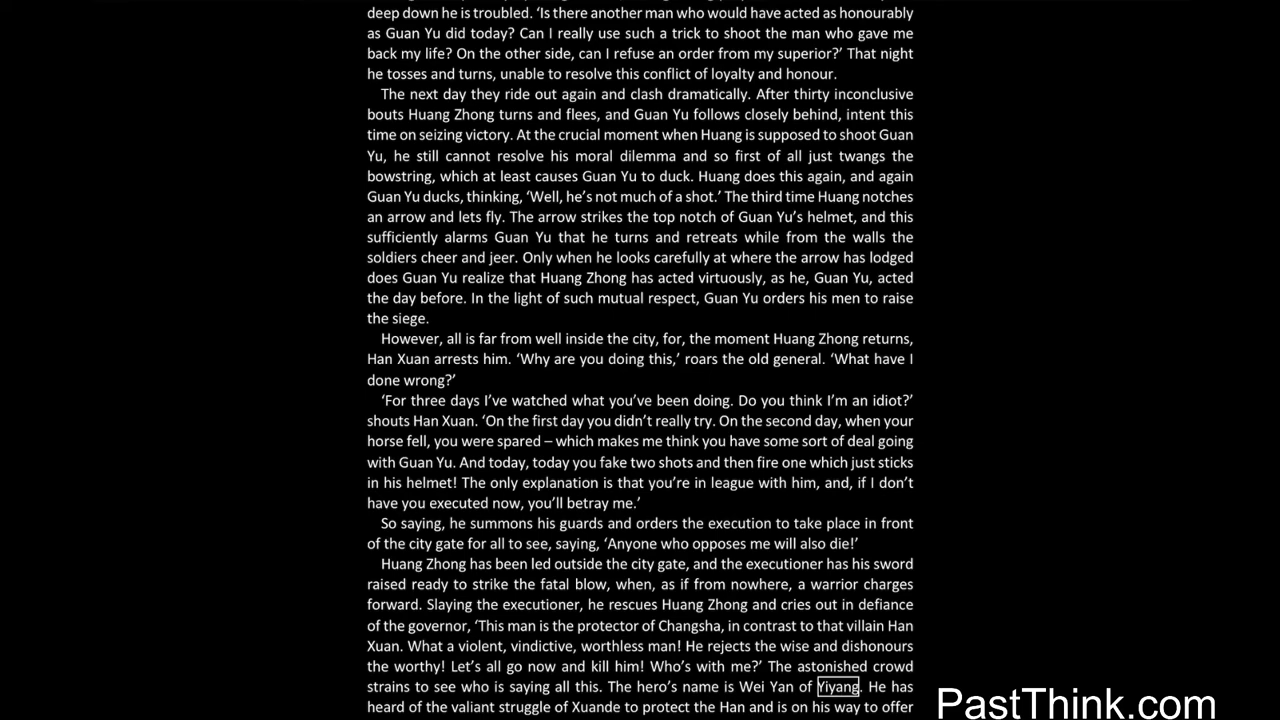 deep down he is troubled. ‘Is there another man who would have acted as honourably
as Guan Yu did today? Can I really use such a trick to shoot the man who gave me
back my life? On the other side, can I refuse an order from my superior?’ That night
he tosses and turns, unable to resolve this conflict of loyalty and honour.
The next day they ride out again and clash dramatically. After thirty inconclusive
bouts Huang Zhong turns and flees, and Guan Yu follows closely behind, intent this
time on seizing victory. At the crucial moment when Huang is supposed to shoot Guan
Yu, he still cannot resolve his moral dilemma and so first of all just twangs the
bowstring, which at least causes Guan Yu to duck. Huang does this again, and again
Guan Yu ducks, thinking, ‘Well, he’s not much of a shot.’ The third time Huang notches
an arrow and lets fly. The arrow strikes the top notch of Guan Yu’s helmet, and this
sufficiently alarms Guan Yu that he turns and retreats while from the walls the
soldiers cheer and jeer. Only when he looks carefully at where the arrow has lodged
does Guan Yu realize that Huang Zhong has acted virtuously, as he, Guan Yu, acted
the day before. In the light of such mutual respect, Guan Yu orders his men to raise
the siege.
However, all is far from well inside the city, for, the moment Huang Zhong returns,
Han Xuan arrests him. ‘Why are you doing this,’ roars the old general. ‘What have I
done wrong?’
‘For three days I’ve watched what you’ve been doing. Do you think I’m an idiot?’
shouts Han Xuan. ‘On the first day you didn’t really try. On the second day, when your
horse fell, you were spared – which makes me think you have some sort of deal going
with Guan Yu. And today, today you fake two shots and then fire one which just sticks
in his helmet! The only explanation is that you’re in league with him, and, if I don’t
have you executed now, you’ll betray me.’
So saying, he summons his guards and orders the execution to take place in front
of the city gate for all to see, saying, ‘Anyone who opposes me will also die!’
Huang Zhong has been led outside the city gate, and the executioner has his sword
raised ready to strike the fatal blow, when, as if from nowhere, a warrior charges
forward. Slaying the executioner, he rescues Huang Zhong and cries out in defiance
of the governor, ‘This man is the protector of Changsha, in contrast to that villain Han
Xuan. What a violent, vindictive, worthless man! He rejects the wise and dishonours
the worthy! Let’s all go now and kill him! Who’s with me?’ The astonished crowd
strains to see who is saying all this. The hero’s name is Wei Yan of Yiyang. He has
heard of the valiant struggle of Xuande to protect the Han and is on his way to offer
PastThink.com